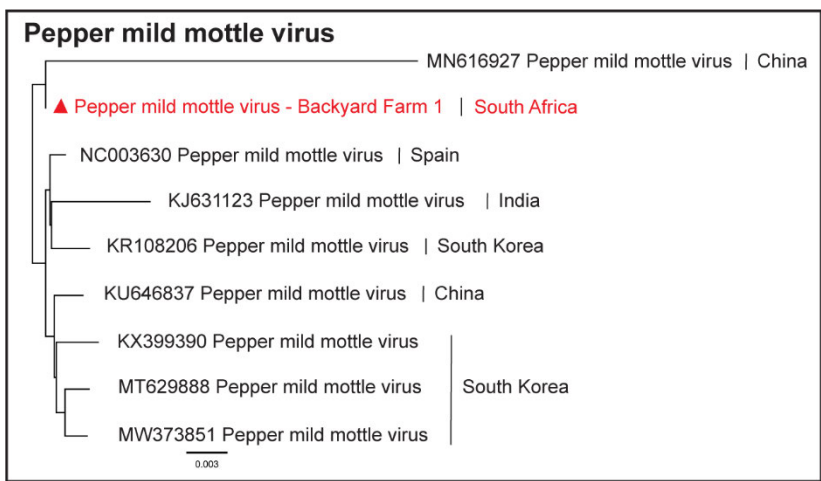 Pepper mild mottle virus
MN616927 Pepper mild mottle virus | China
▲ Pepper mild mottle virus - Backyard Farm 1 | South Africa
NC003630 Pepper mild mottle virus | Spain
KJ631123 Pepper mild mottle virus | India
KR108206 Pepper mild mottle virus | South Korea
KU646837 Pepper mild mottle virus | China
KX399390 Pepper mild mottle virus
MT629888 Pepper mild mottle virus
South Korea
MW373851 Pepper mild mottle virus
0.003